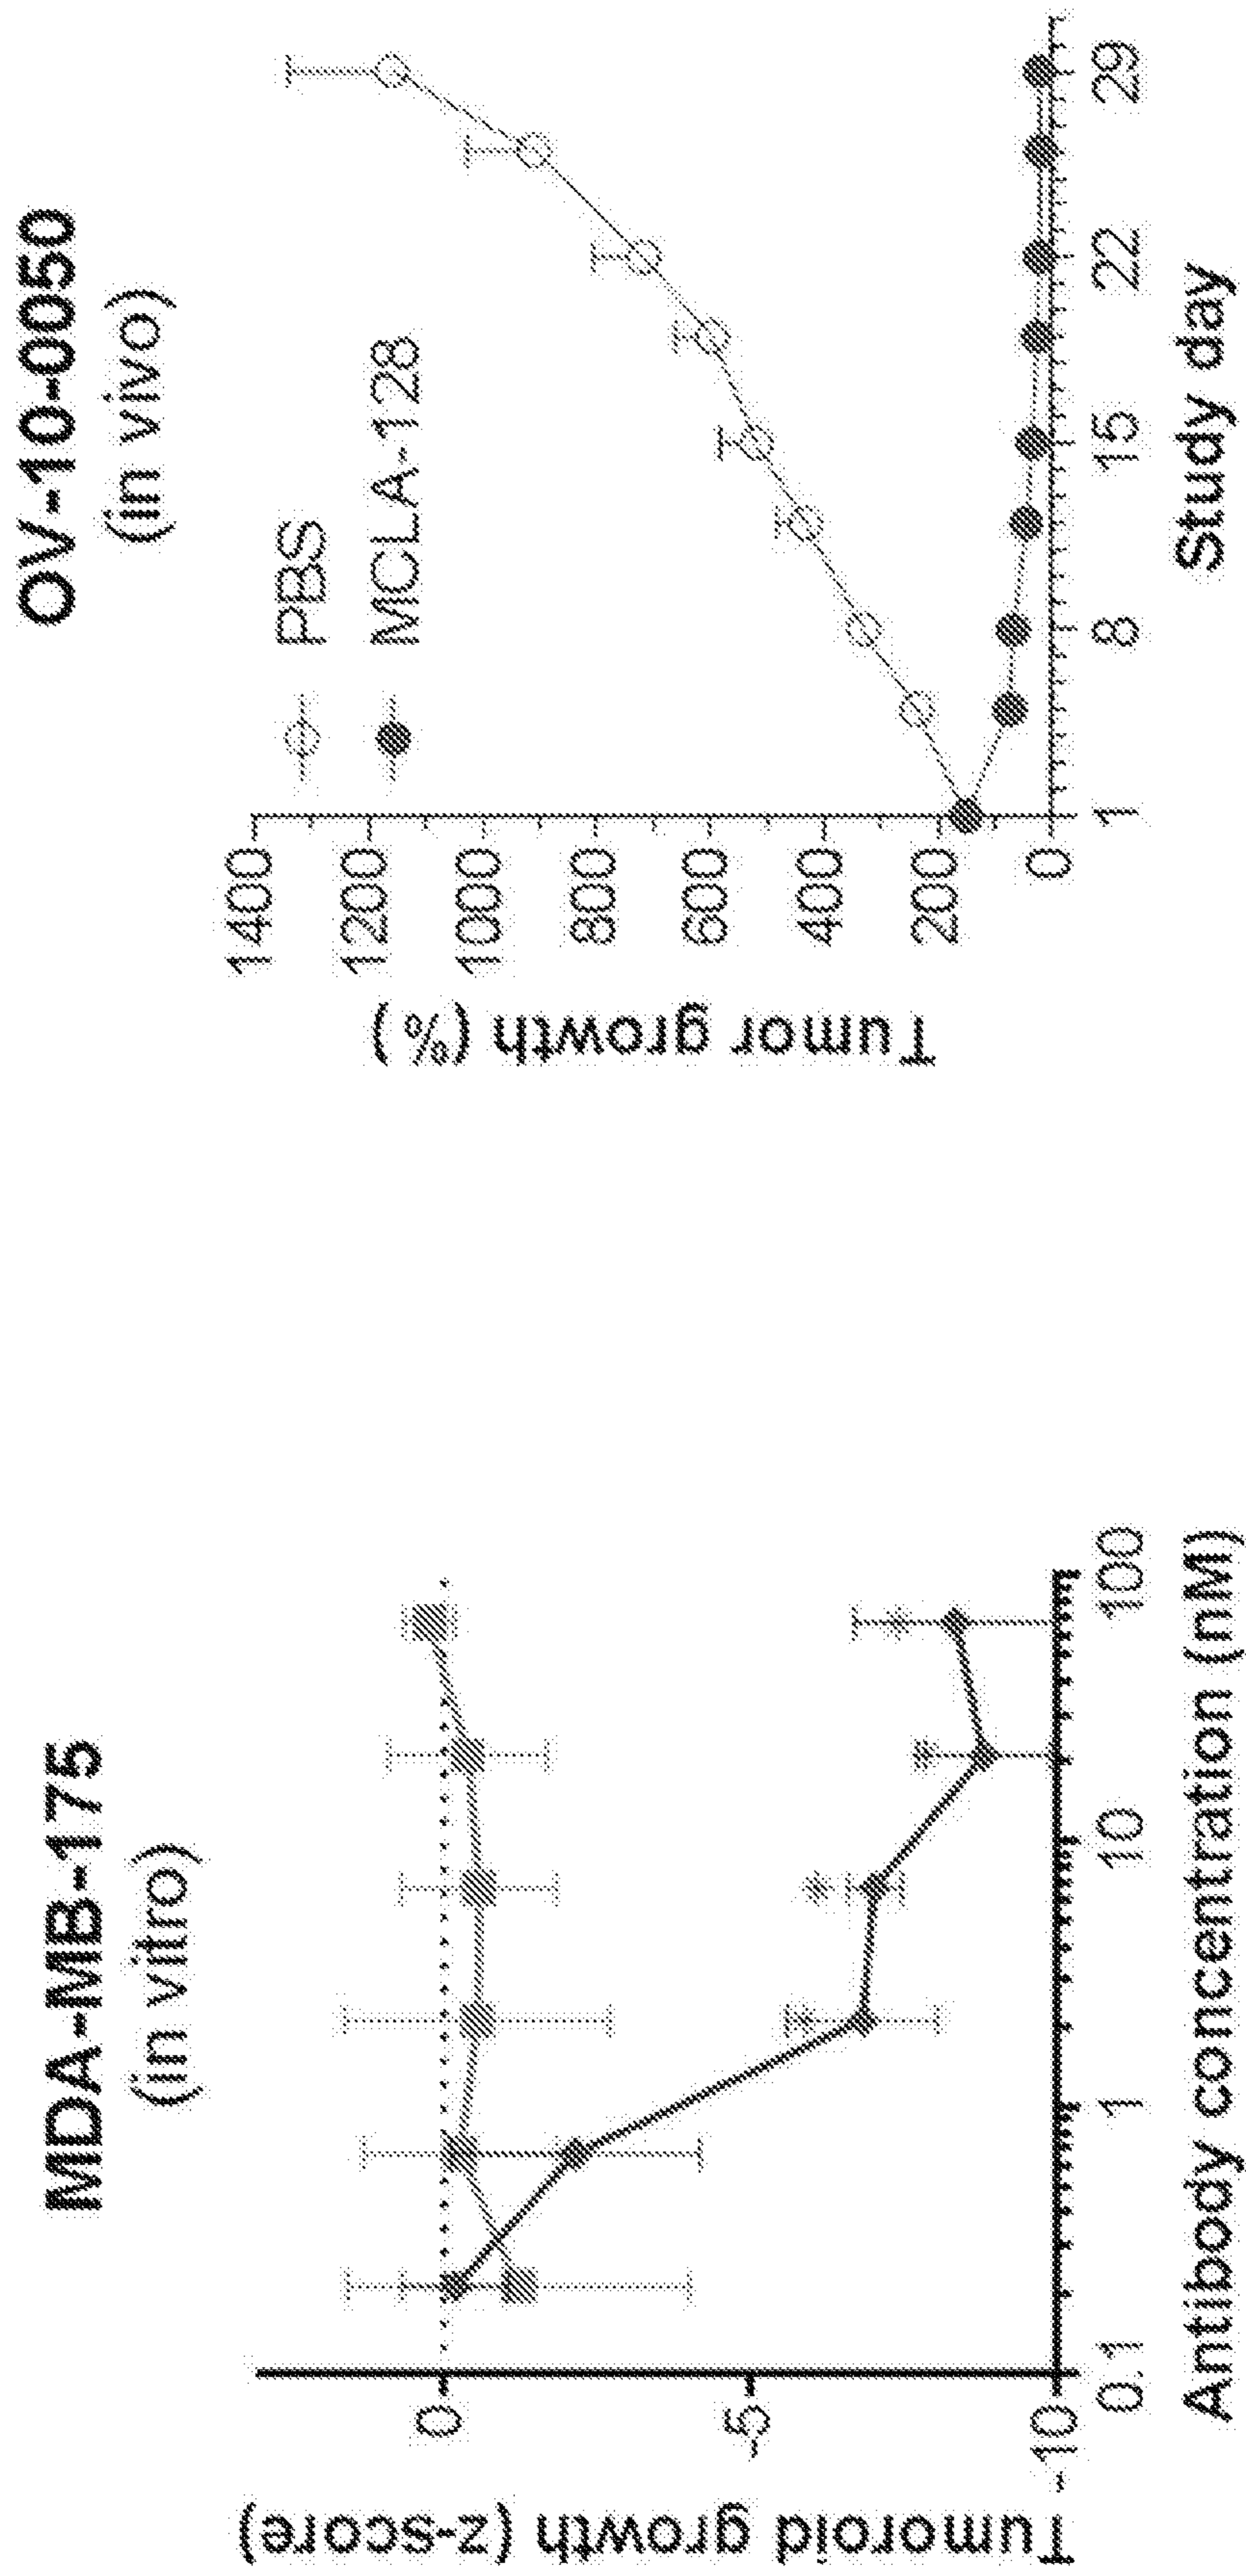 MDA-MB-175
(in vitro)
Tumoroid growth (z-score)
0
-5
-10
*
*
*
*
0.1
1
10
100
Antibody concentration (nM)
OV-10-0050
(in vivo)
PBS
MCLA-128
Tumor growth (%)
1400
1200
1000
800
600
400
200
0
1
8
15
22
29
Study day